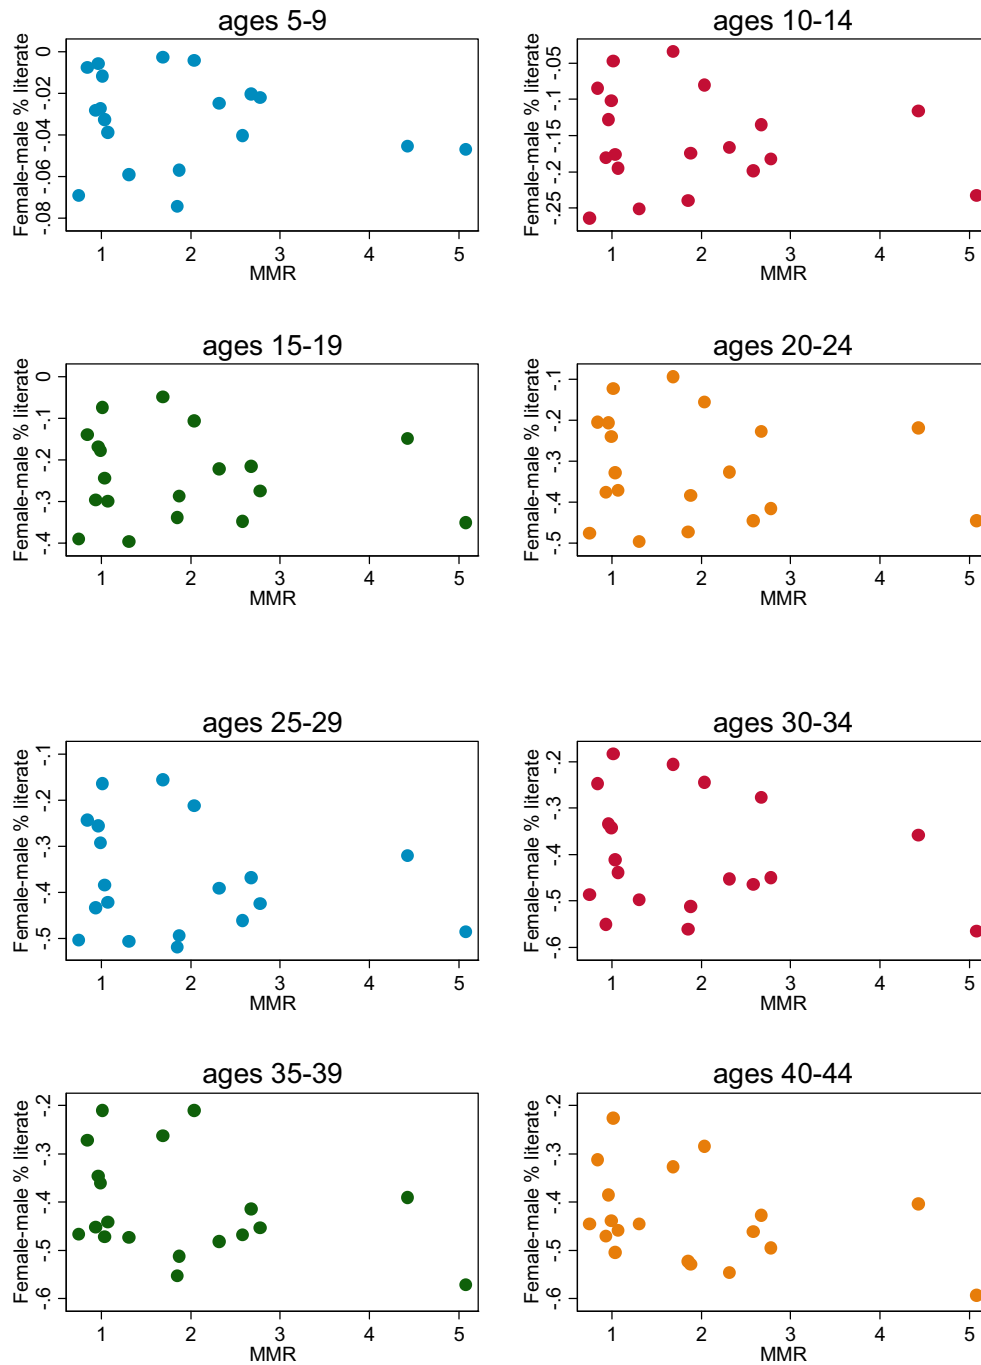 ages 5-9
Female-male % literate
0
-.02
-.04
-.06
-.08
1 2 3 4 5
MMR
ages 10-14
Female-male % literate
-.05
-.1
-.15
-.2
-.25
1 2 3 4 5
MMR
ages 15-19
Female-male % literate
0
-.1
-.2
-.3
-.4
1 2 3 4 5
MMR
ages 20-24
Female-male % literate
-.1
-.2
-.3
-.4
-.5
1 2 3 4 5
MMR
ages 25-29
Female-male % literate
-.1
-.2
-.3
-.4
-.5
1 2 3 4 5
MMR
ages 30-34
Female-male % literate
-.2
-.3
-.4
-.5
-.6
1 2 3 4 5
MMR
ages 35-39
Female-male % literate
-.2
-.3
-.4
-.5
-.6
1 2 3 4 5
MMR
ages 40-44
Female-male % literate
-.2
-.3
-.4
-.5
-.6
1 2 3 4 5
MMR